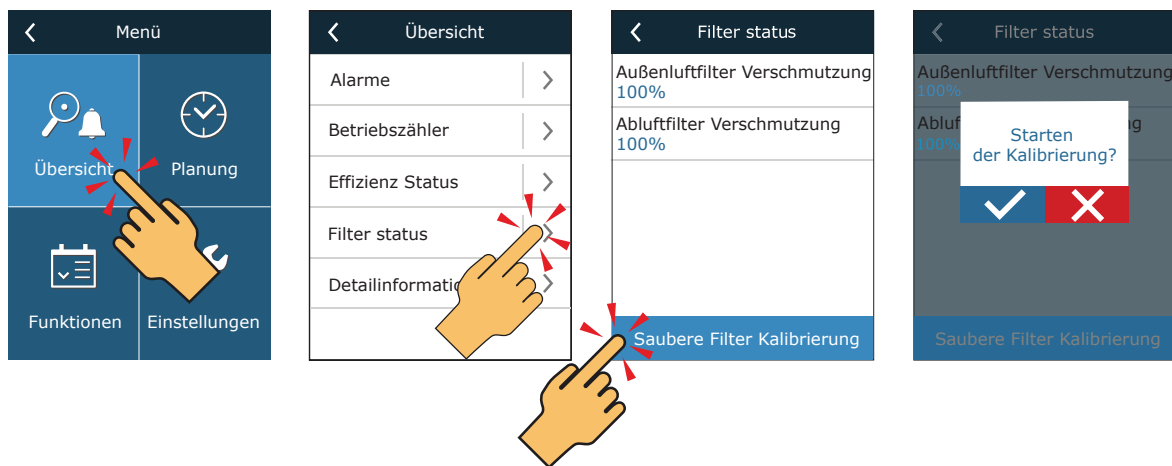 Menü
Übersicht
Planung
Funktionen
Einstellungen
Übersicht
Alarme
Betriebszähler
Effizienz Status
Filter status
Filter status
Außenluftfilter Verschmutzung
100%
Abluftfilter Verschmutzung
100%
Saubere Filter Kalibrierung
Filter status
Außenluftfilter Verschmutzung
100%
100%
Starten
der Kalibrierung?
Saubere Filter Kalibrierung